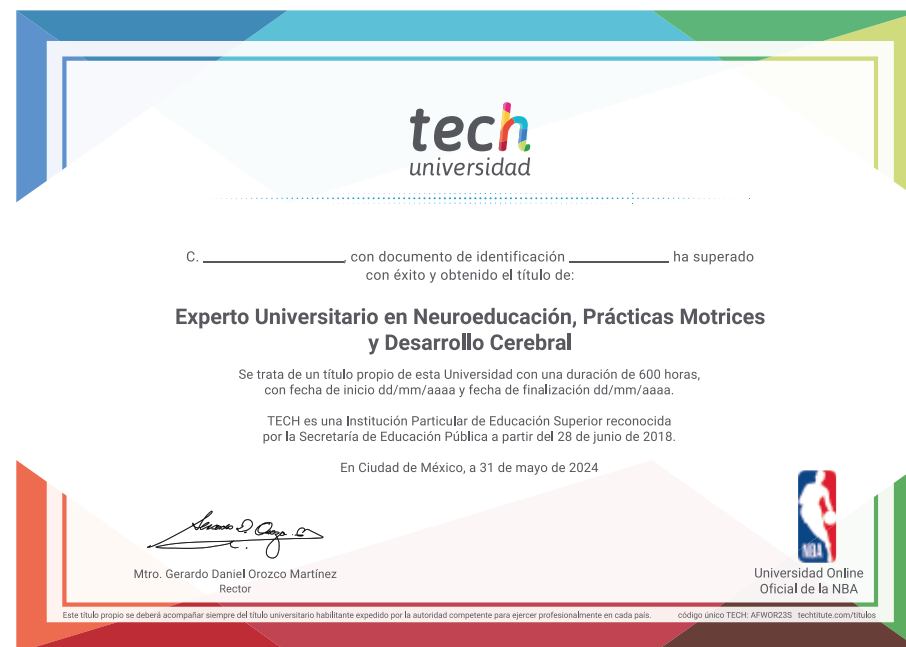 tech
universidad
C. ____________, con documento de identificación ____________ ha superado
con éxito y obtenido el título de:
Experto Universitario en Neuroeducación, Prácticas Motrices
y Desarrollo Cerebral
Se trata de un título propio de esta Universidad con una duración de 600 horas,
con fecha de inicio dd/mm/aaaa y fecha de finalización dd/mm/aaaa.
TECH es una Institución Particular de Educación Superior reconocida
por la Secretaría de Educación Pública a partir del 28 de junio de 2018.
En Ciudad de México, a 31 de mayo de 2024
Mtro. Gerardo Daniel Orozco Martínez
Rector
NBA
Universidad Online
Oficial de la NBA
Este título propio se deberá acompañar siempre del título universitario habilitante expedido por la autoridad competente para ejercer profesionalmente en cada país.
código único TECH: AFWOR23S techtitute.com/titulos